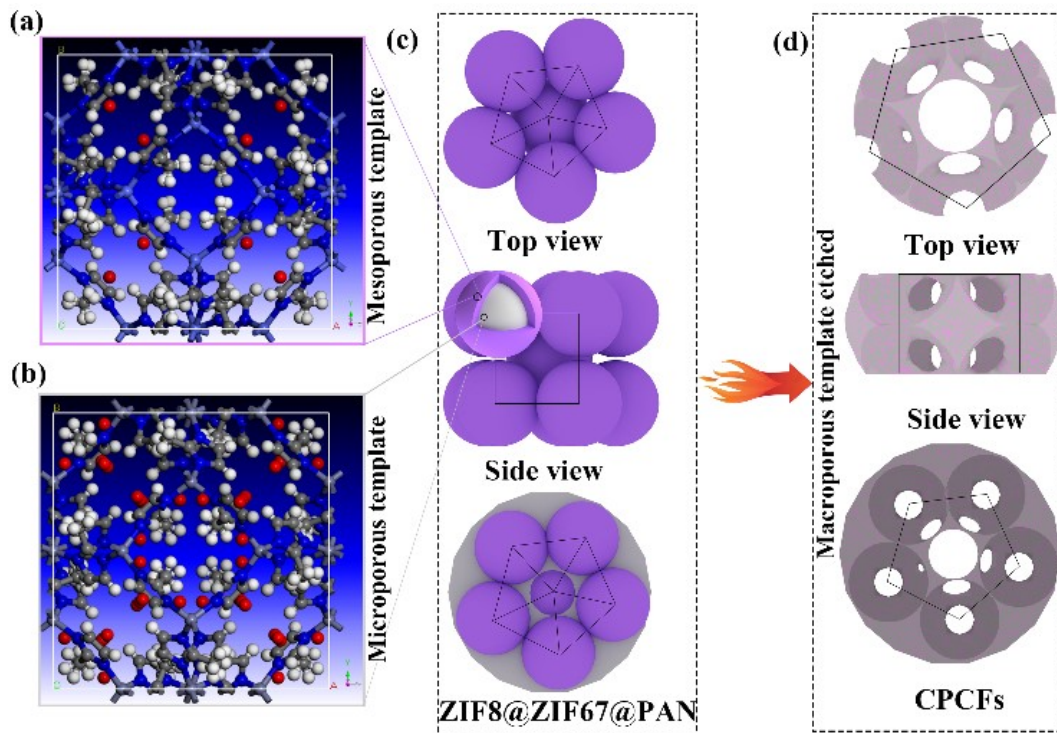 (a)
B
C
A
Y
Mesoporous template
(b)
B
C
A
Y
Microporous template
(c)
Top view
Side view
ZIF8@ZIF67@PAN
Macroporous template etched
(d)
Top view
Side view
CPCFs